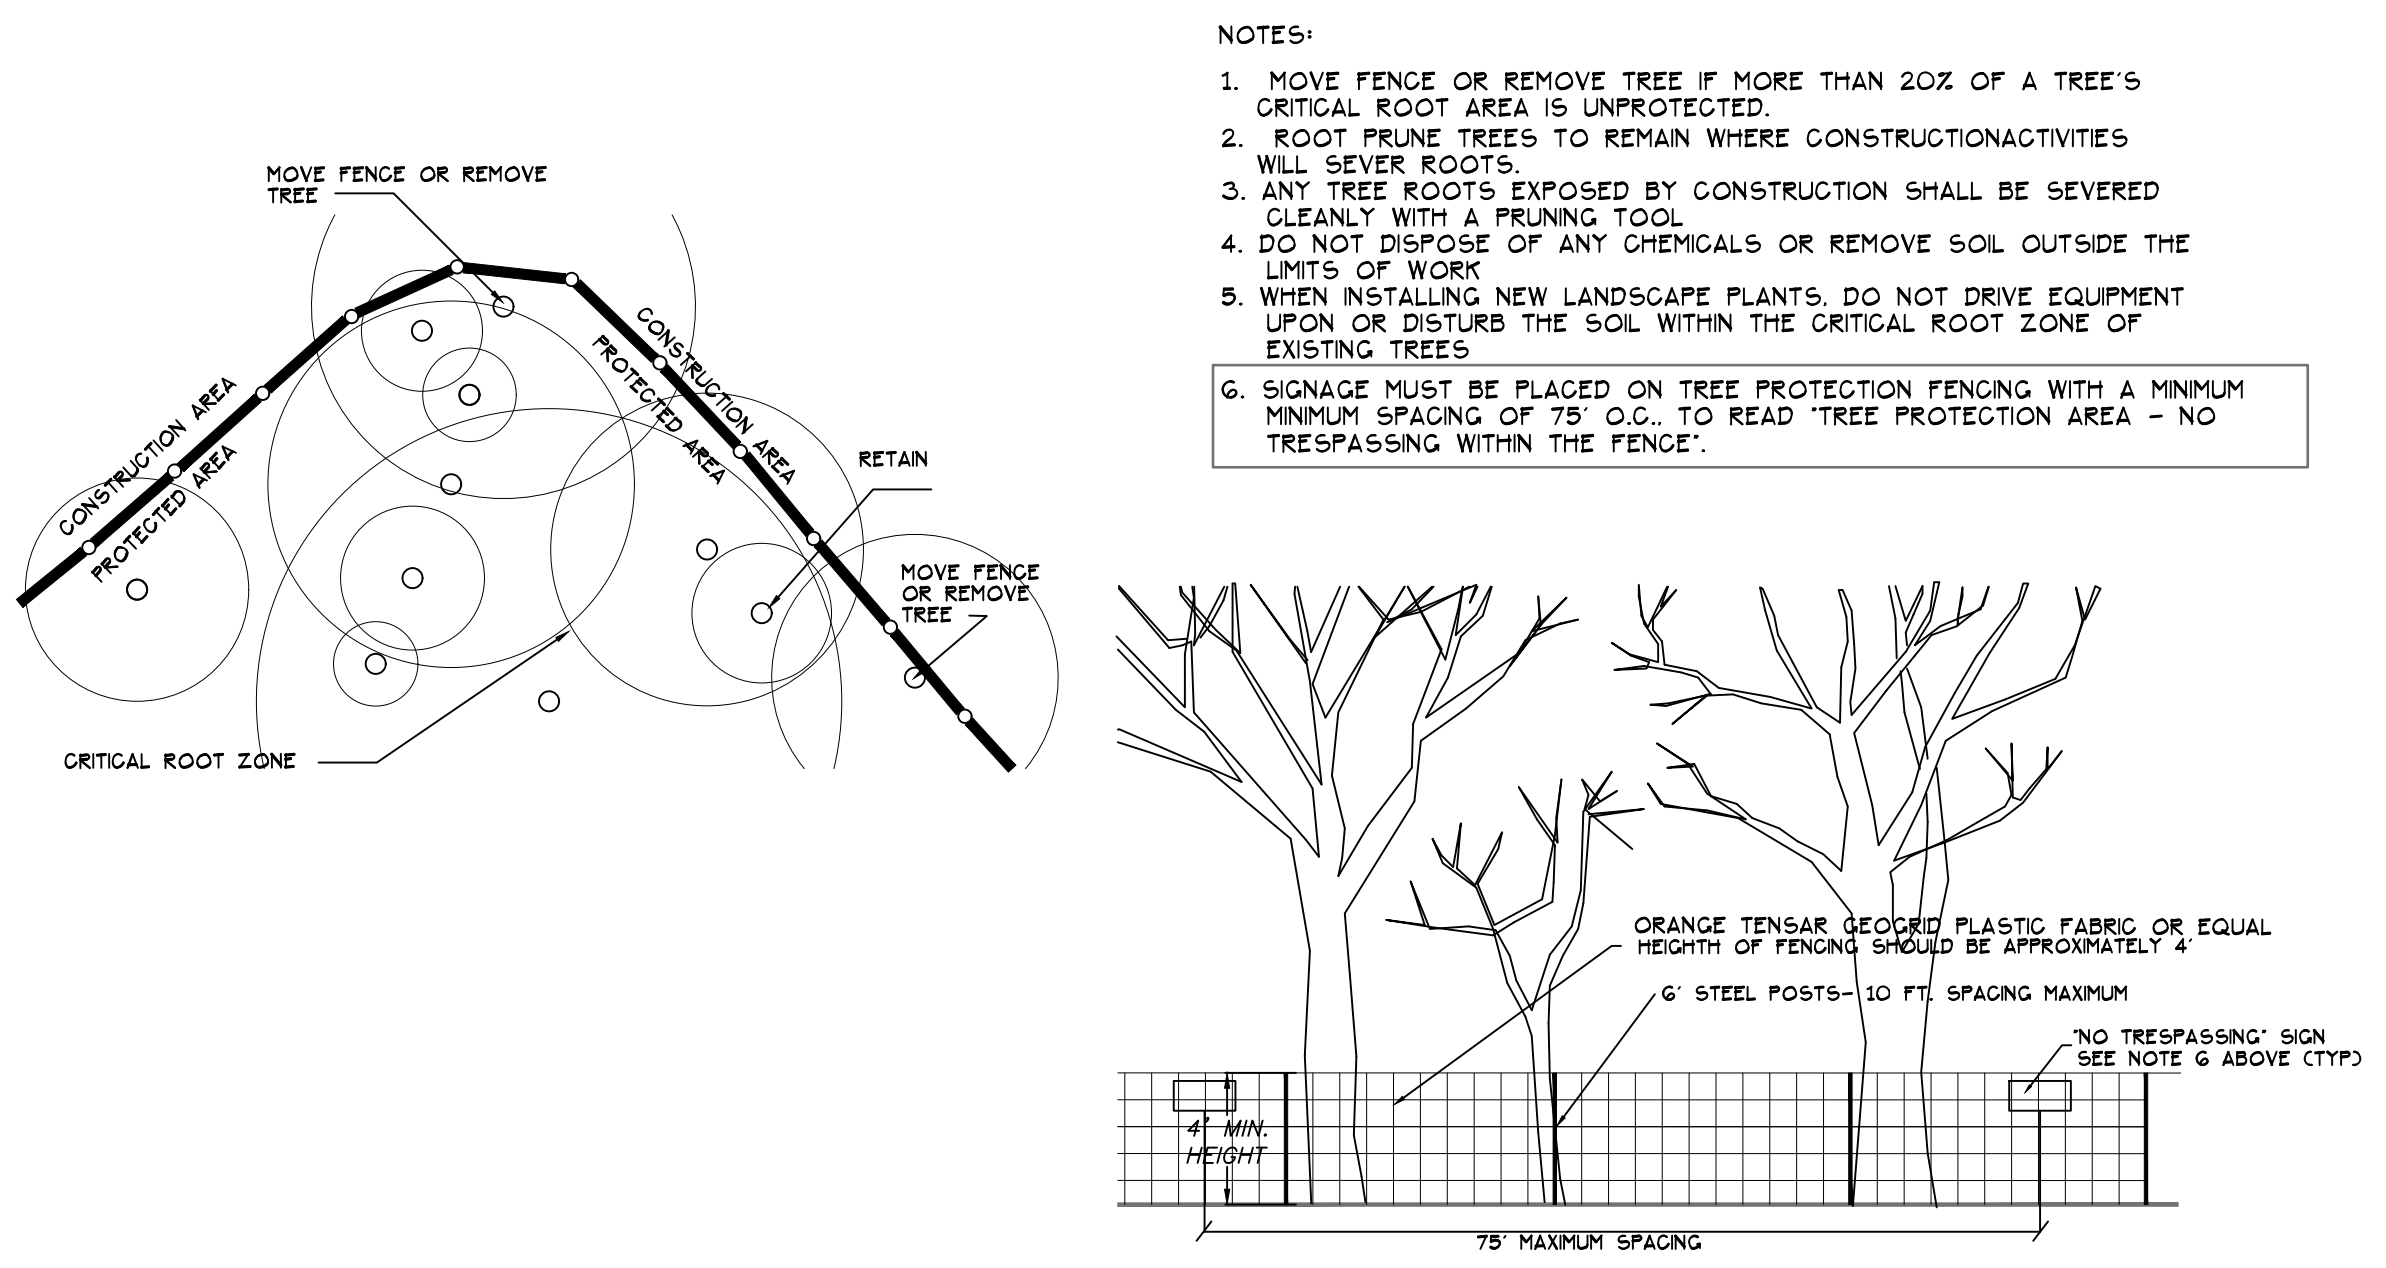 NOTES:
1. MOVE FENCE OR REMOVE TREE IF MORE THAN 20% OF A TREE'S
CRITICAL ROOT AREA IS UNPROTECTED.
2. ROOT PRUNE TREES TO REMAIN WHERE CONSTRUCTIONACTIVITIES
WILL SEVER ROOTS.
3. ANY TREE ROOTS EXPOSED BY CONSTRUCTION SHALL BE SEVERED
CLEANLY WITH A PRUNING TOOL
4. DO NOT DISPOSE OF ANY CHEMICALS OR REMOVE SOIL OUTSIDE THE
LIMITS OF WORK
5. WHEN INSTALLING NEW LANDSCAPE PLANTS, DO NOT DRIVE EQUIPMENT
UPON OR DISTURB THE SOIL WITHIN THE CRITICAL ROOT ZONE OF
EXISTING TREES
6. SIGNAGE MUST BE PLACED ON TREE PROTECTION FENCING WITH A MINIMUM
MINIMUM SPACING OF 75' O.C., TO READ "TREE PROTECTION AREA - NO
TRESPASSING WITHIN THE FENCE".
MOVE FENCE OR REMOVE
TREE
CONSTRUCTION AREA
PROTECTED AREA
CONSTRUCTION AREA
PROTECTED AREA
RETAIN
MOVE FENCE
OR REMOVE
TREE
CRITICAL ROOT ZONE
ORANGE TENSAR GEOGRID PLASTIC FABRIC OR EQUAL
HEIGHTH OF FENCING SHOULD BE APPROXIMATELY 4'
6' STEEL POSTS- 10 FT. SPACING MAXIMUM
"NO TRESPASSING" SIGN
SEE NOTE 6 ABOVE (TYP)
4' MIN.
HEIGHT
75' MAXIMUM SPACING